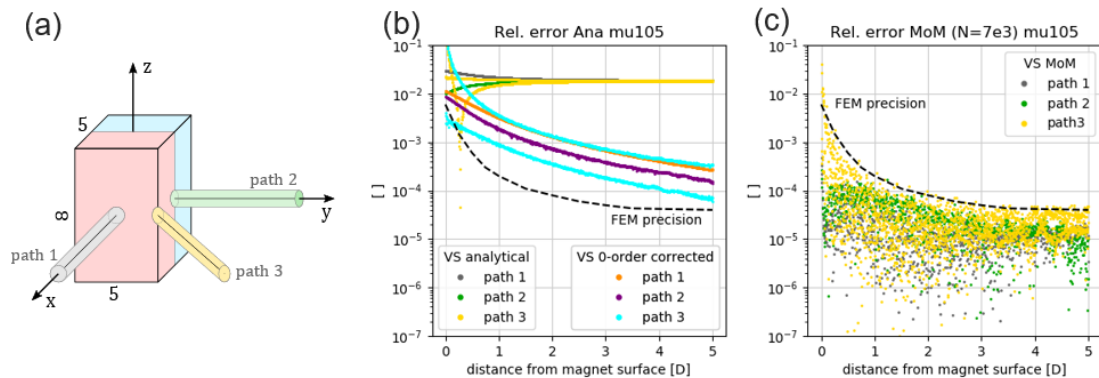 (a)
z
5
path 2
y
8
path 1
path 3
x
5
(b)
Rel. error Ana mu105
10⁻¹
10⁻²
10⁻³
10⁻⁴
10⁻⁵
10⁻⁶
10⁻⁷
[ ]
FEM precision
VS analytical
path 1
path 2
path 3
VS 0-order corrected
path 1
path 2
path 3
0 1 2 3 4 5
distance from magnet surface [D]
(c)
Rel. error MoM (N=7e3) mu105
10⁻¹
10⁻²
10⁻³
10⁻⁴
10⁻⁵
10⁻⁶
10⁻⁷
[ ]
FEM precision
VS MoM
path 1
path 2
path3
0 1 2 3 4 5
distance from magnet surface [D]